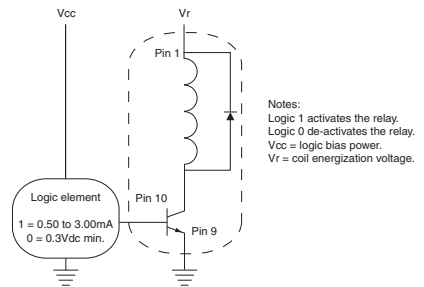 Vcc
Vr
Pin 1
Notes:
Logic 1 activates the relay.
Logic 0 de-activates the relay.
Vcc = logic bias power.
Vr = coil energization voltage.
Logic element
1 = 0.50 to 3.00mA
0 = 0.3Vdc min.
Pin 10
Pin 9